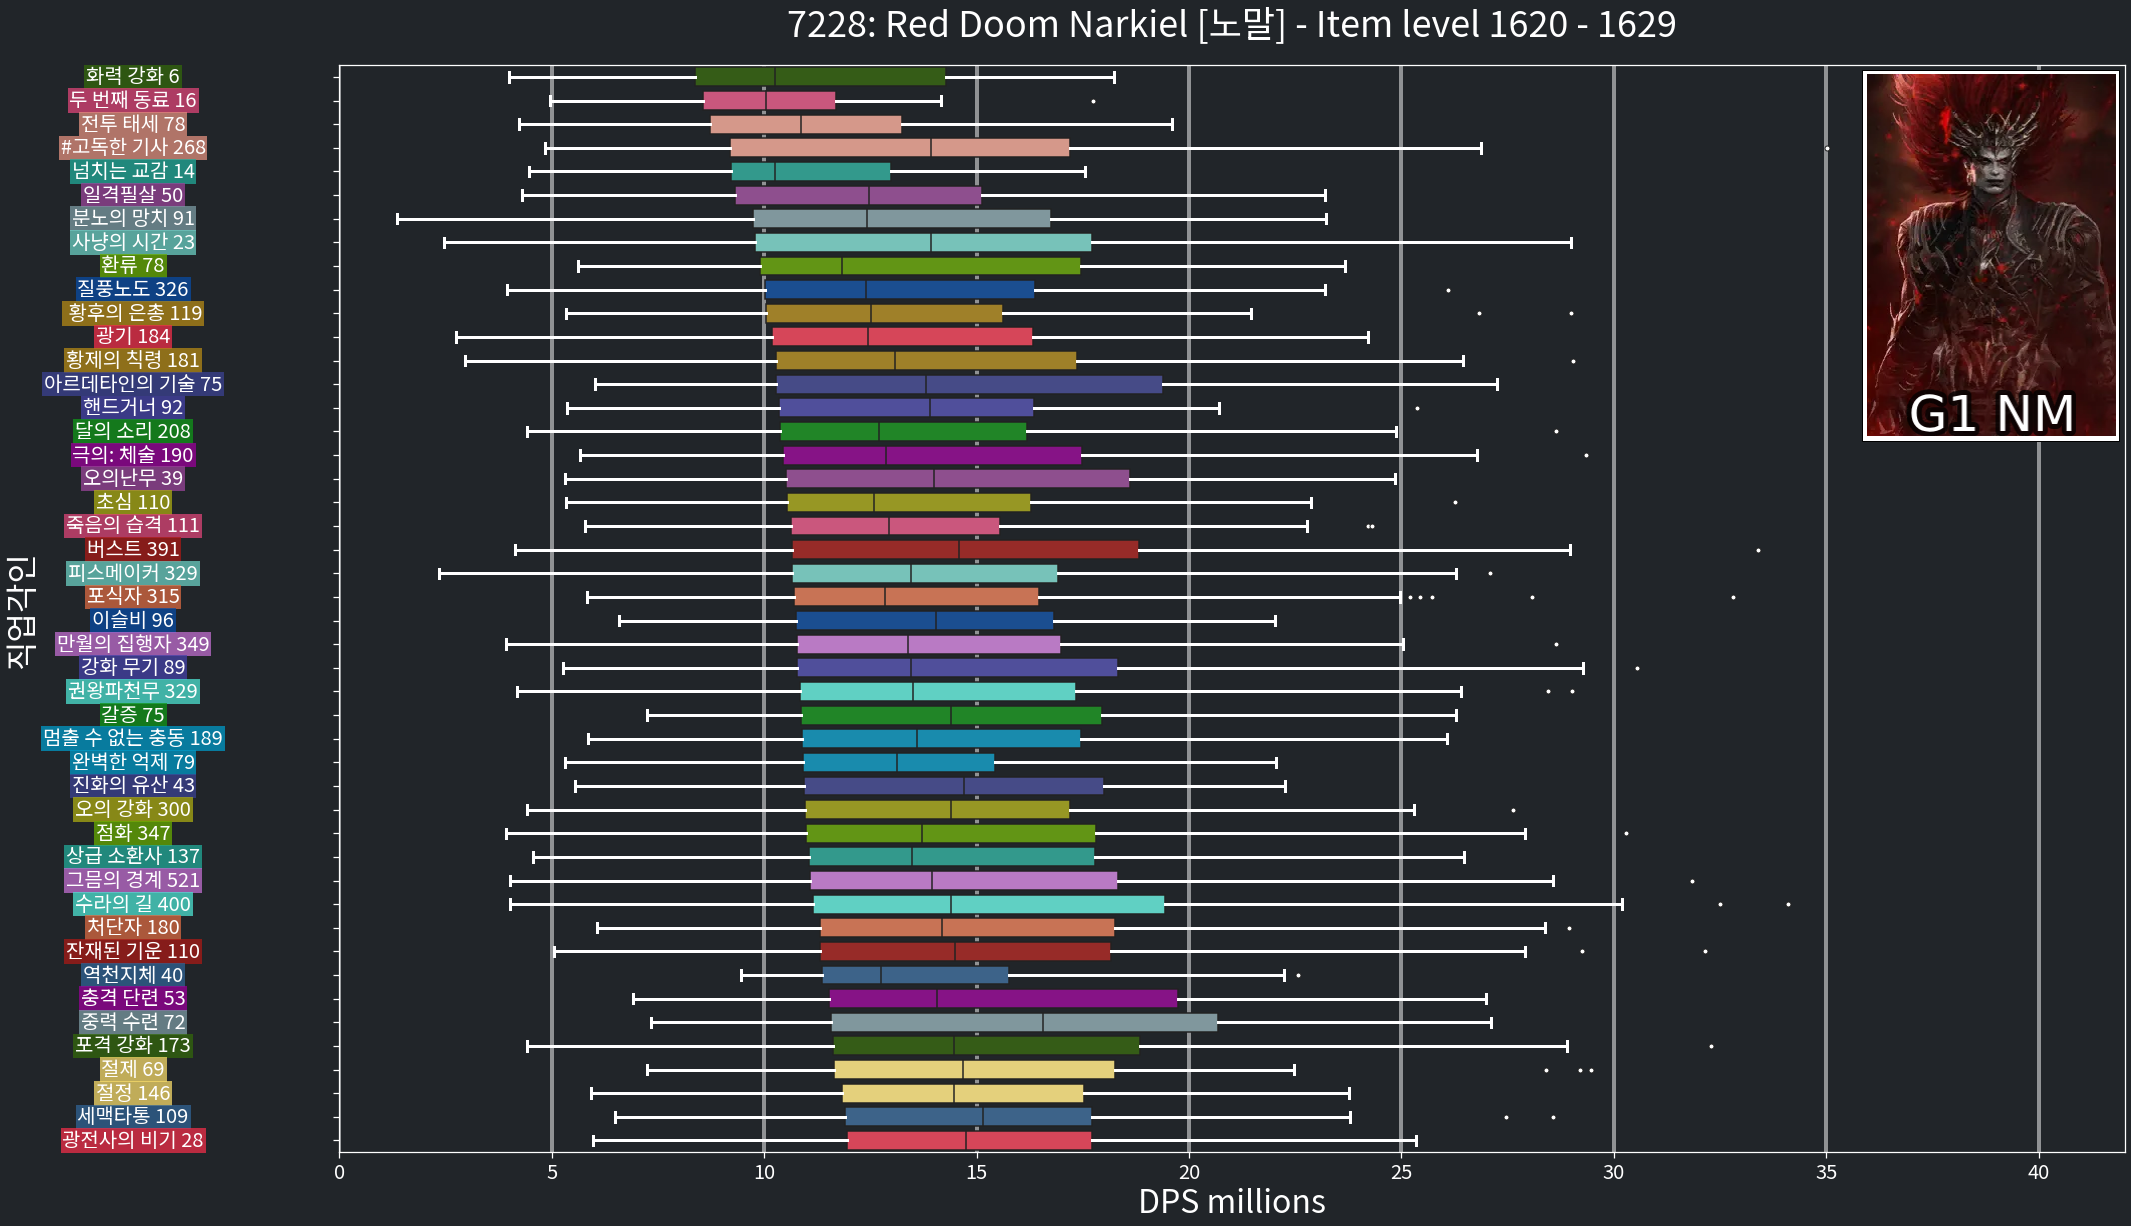 7228: Red Doom Narkiel [노말] - Item level 1620 - 1629
화력 강화 6
두 번째 동료 16
전투 태세 78
#고독한 기사 268
넘치는 교감 14
일격필살 50
분노의 망치 91
사냥의 시간 23
환류 78
질풍노도 326
황후의 은총 119
광기 184
황제의 칙령 181
아르데타인의 기술 75
핸드거너 92
달의 소리 208
극의: 체술 190
오의난무 39
초심 110
죽음의 습격 111
버스트 391
피스메이커 329
포식자 315
이슬비 96
만월의 집행자 349
강화 무기 89
권왕파천무 329
갈증 75
멈출 수 없는 충동 189
완벽한 억제 79
진화의 유산 43
오의 강화 300
점화 347
상급 소환사 137
그믐의 경계 521
수라의 길 400
처단자 180
잔재된 기운 110
역천지체 40
충격 단련 53
중력 수련 72
포격 강화 173
절제 69
절정 146
세맥타통 109
광전사의 비기 28
직업각인
G1 NM
0 5 10 15 20 25 30 35 40
DPS millions